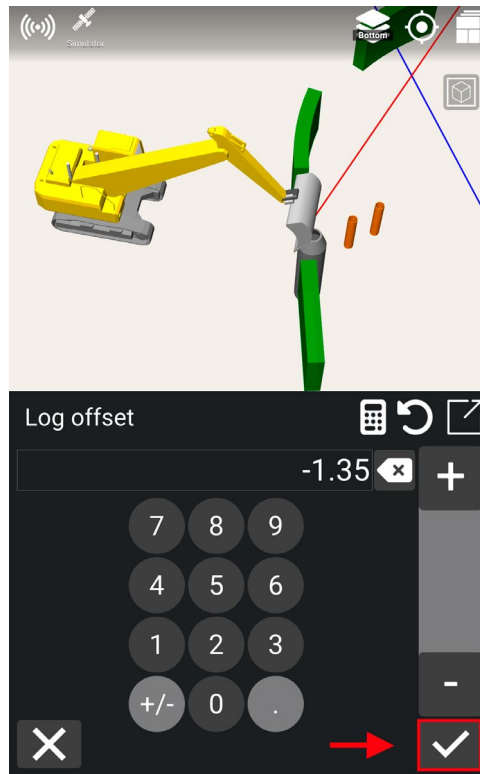 Simulator
Bottom
Log offset
-1.35
+
7 8 9
4 5 6
1 2 3
+/- 0 .
-